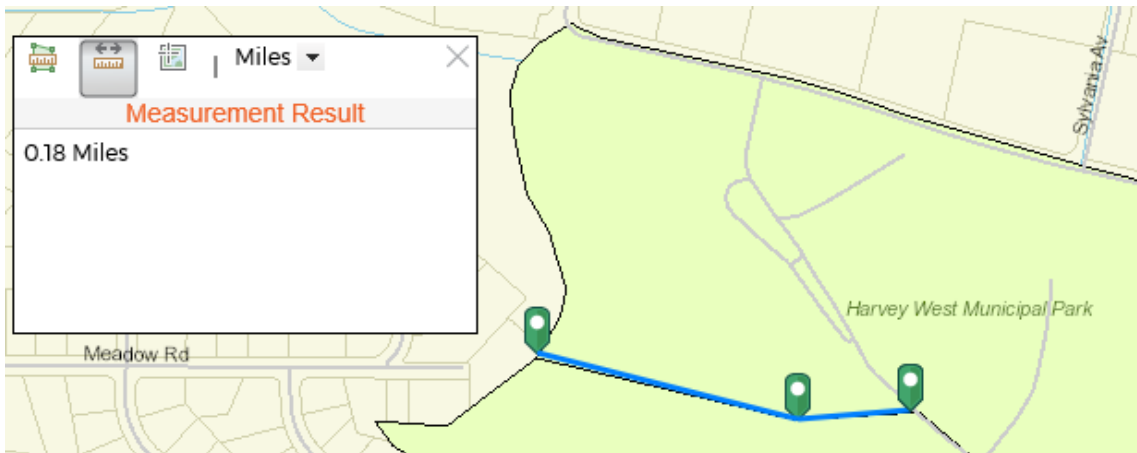 Miles
Measurement Result
0.18 Miles
Sylvania Av
Harvey West Municipal Park
Meadow Rd